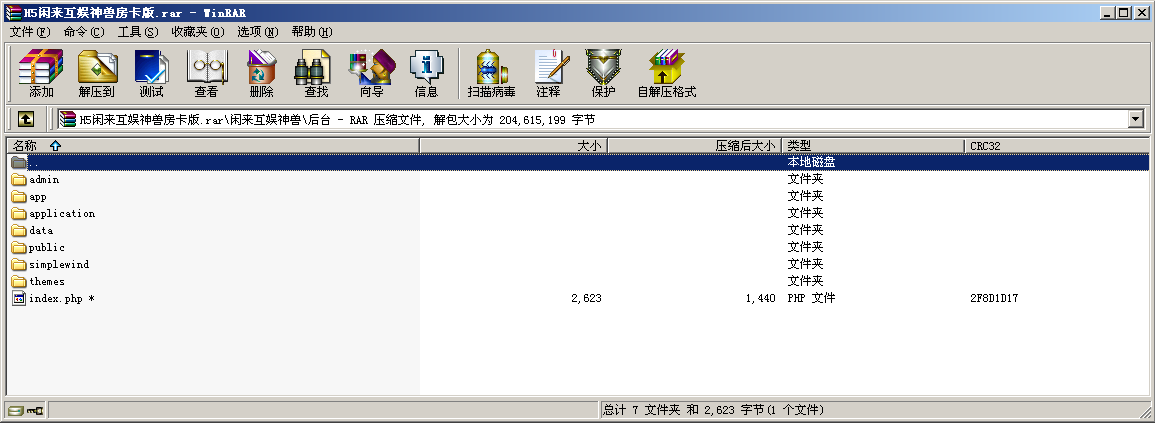 H5闲来互娱神兽房卡版.rar - WinRAR
文件(F) 命令(C) 工具(S) 收藏夹(O) 选项(N) 帮助(H)
添加 解压到 测试 查看 删除 查找 向导 信息 扫描病毒 注释 保护 自解压格式
H5闲来互娱神兽房卡版.rar\闲来互娱神兽\后台 - RAR 压缩文件, 解包大小为 204,615,199 字节
名称 大小 压缩后大小 类型 CRC32
.. 本地磁盘
admin 文件夹
app 文件夹
application 文件夹
data 文件夹
public 文件夹
simplewind 文件夹
themes 文件夹
index.php * 2,623 1,440 PHP 文件 2F8D1D17
总计 7 文件夹 和 2,623 字节(1 个文件)